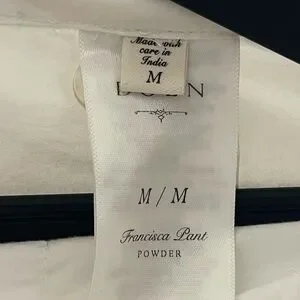 Made with
care in
India
M
M / M
Francisca Pant
POWDER